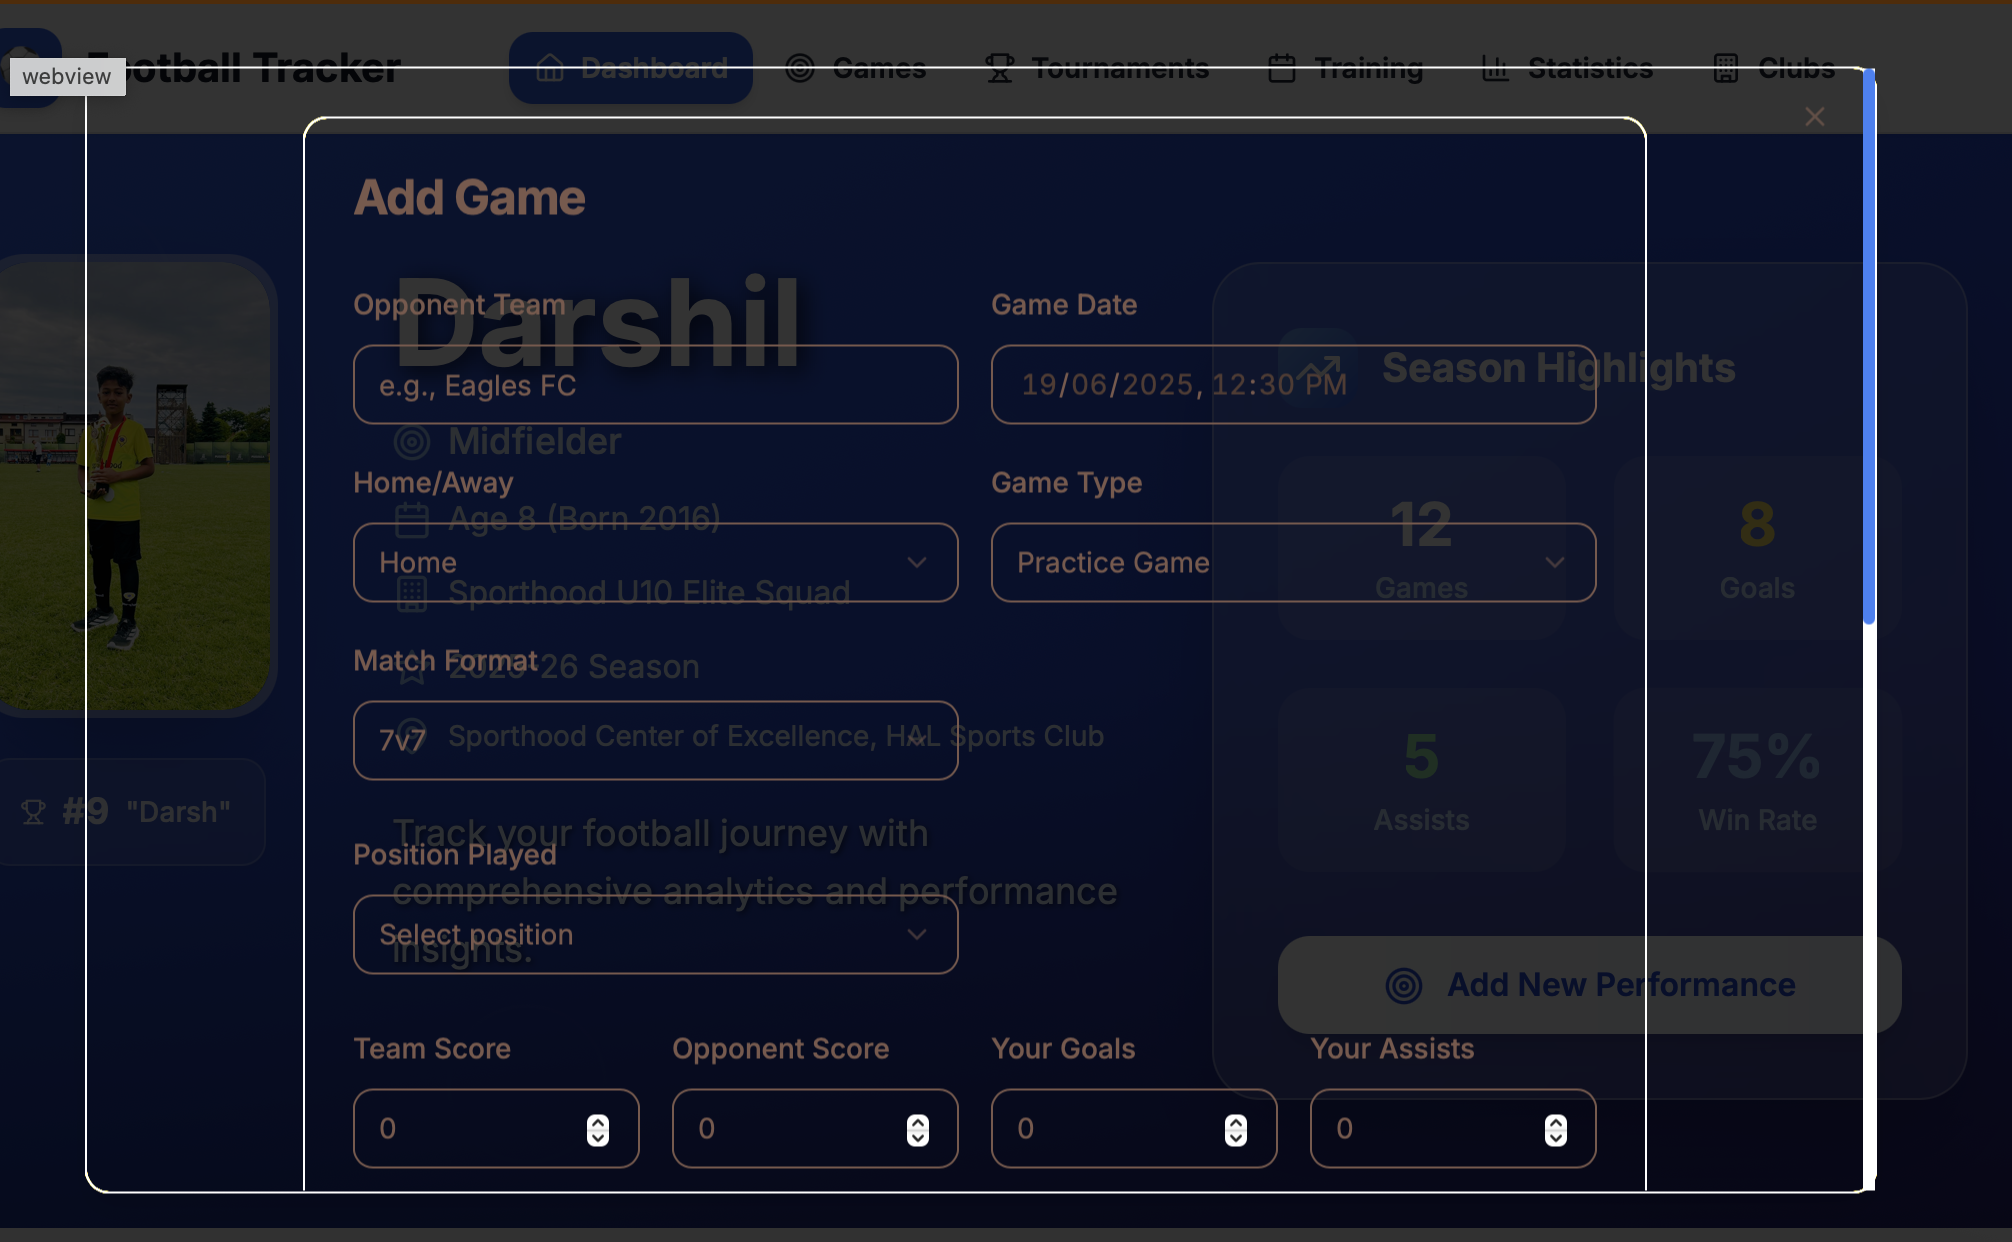 webview
Football Tracker
Dashboard
Games
Tournaments
Training
Statistics
Clubs
Add Game
Darshil
Opponent Team
Game Date
e.g., Eagles FC
19/06/2025, 12:30 PM
Season Highlights
Midfielder
Home/Away
Game Type
Age 8 (Born 2016)
Home
Practice Game
12
Games
8
Goals
Sporthood U10 Elite Squad
Match Format
2025-26 Season
7v7
Sporthood Center of Excellence, HAL Sports Club
5
Assists
75%
Win Rate
#9 "Darsh"
Track your football journey with
comprehensive analytics and performance
insights.
Position Played
Select position
Add New Performance
Team Score
Opponent Score
Your Goals
Your Assists
0
0
0
0